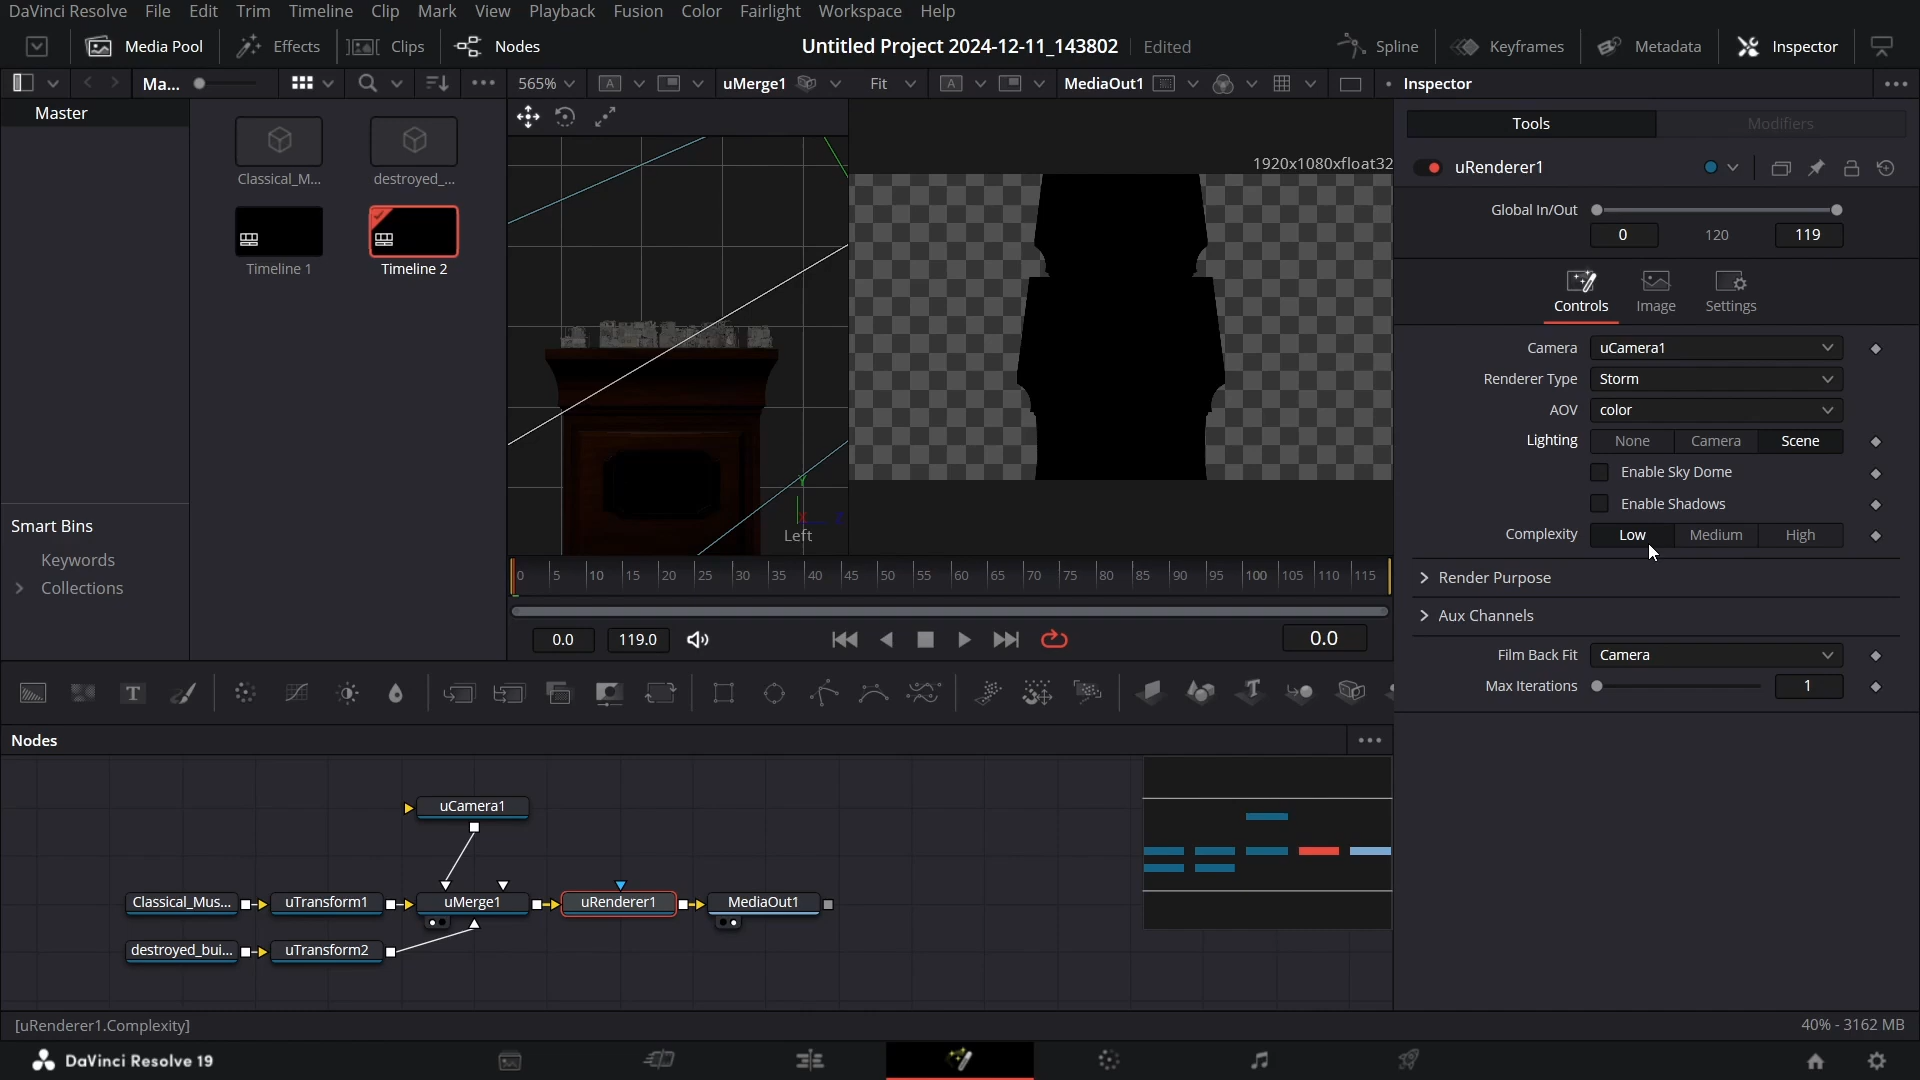 DaVinci Resolve File Edit Trim Timeline Clip Mark View Playback Fusion Color Fairlight Workspace Help
Media Pool Effects Clips Nodes Untitled Project 2024-12-11_143802 Edited Spline Keyframes Metadata Inspector
Ma... 565% A uMerge1 Fit A MediaOut1 Inspector
Master
Classical_M...
destroyed_...
Timeline 1
Timeline 2
Smart Bins
Keywords
Collections
1920x1080xfloat32
Y
X
Z
Left
0 5 10 15 20 25 30 35 40 45 50 55 60 65 70 75 80 85 90 95 100 105 110 115
0.0 119.0 0.0
Tools Modifiers
uRenderer1
Global In/Out
0 120 119
Controls Image Settings
Camera uCamera1
Renderer Type Storm
AOV color
Lighting None Camera Scene
Enable Sky Dome
Enable Shadows
Complexity Low Medium High
Render Purpose
Aux Channels
Film Back Fit Camera
Max Iterations 1
T T
Nodes
uCamera1
Classical_Mus... uTransform1 uMerge1 uRenderer1 MediaOut1
destroyed_bui... uTransform2
[uRenderer1.Complexity] 40% - 3162 MB
DaVinci Resolve 19